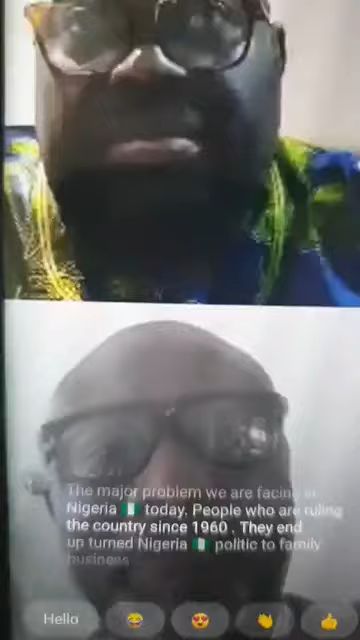 The major problem we are facing in
Nigeria 🇳🇬 today. People who are ruling
the country since 1960 . They end
up turned Nigeria 🇳🇬 politic to family
business
Hello